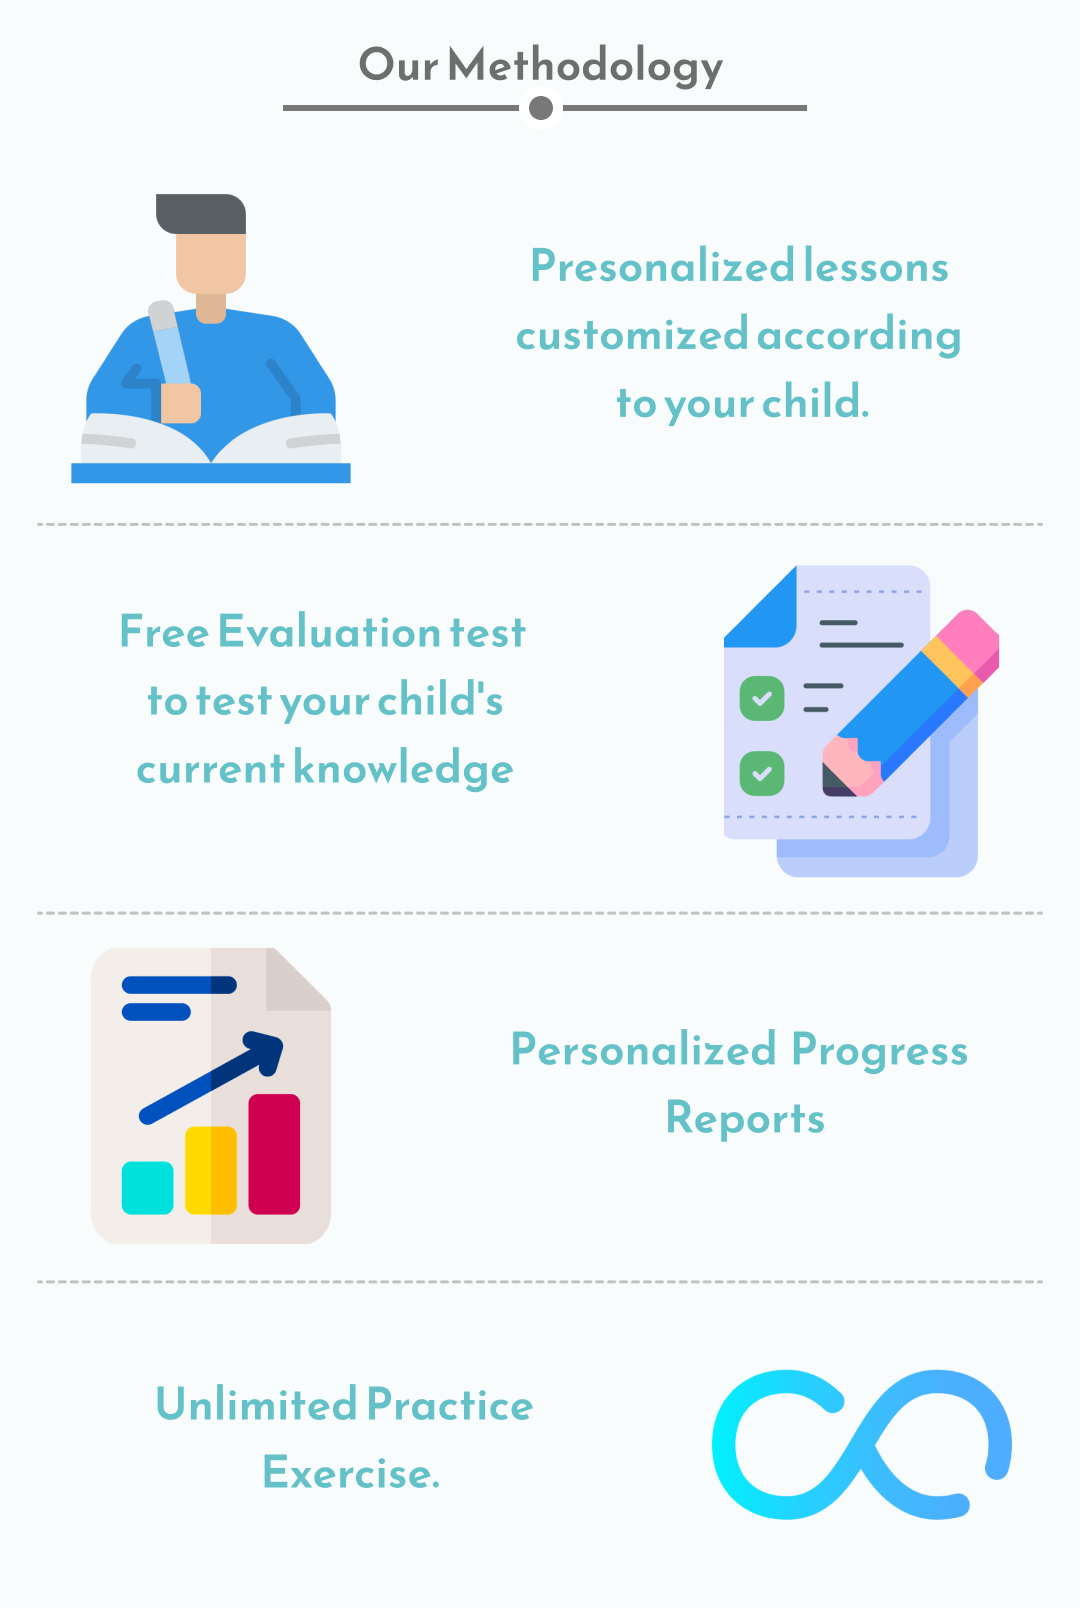 Our Methodology
Presonalized lessons
customized according
to your child.
Free Evaluation test
to test your child's
current knowledge
Personalized Progress
Reports
Unlimited Practice
Exercise.